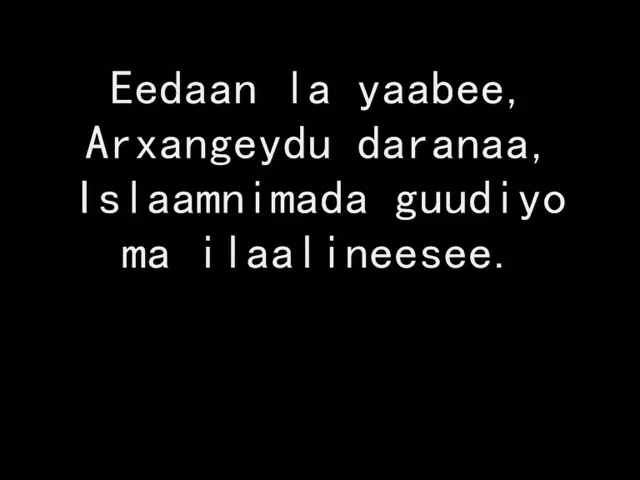 Eedaan la yaabee,
Arxangeydu daranaa,
Islaamnimada guudiyo
ma ilaalineesee.